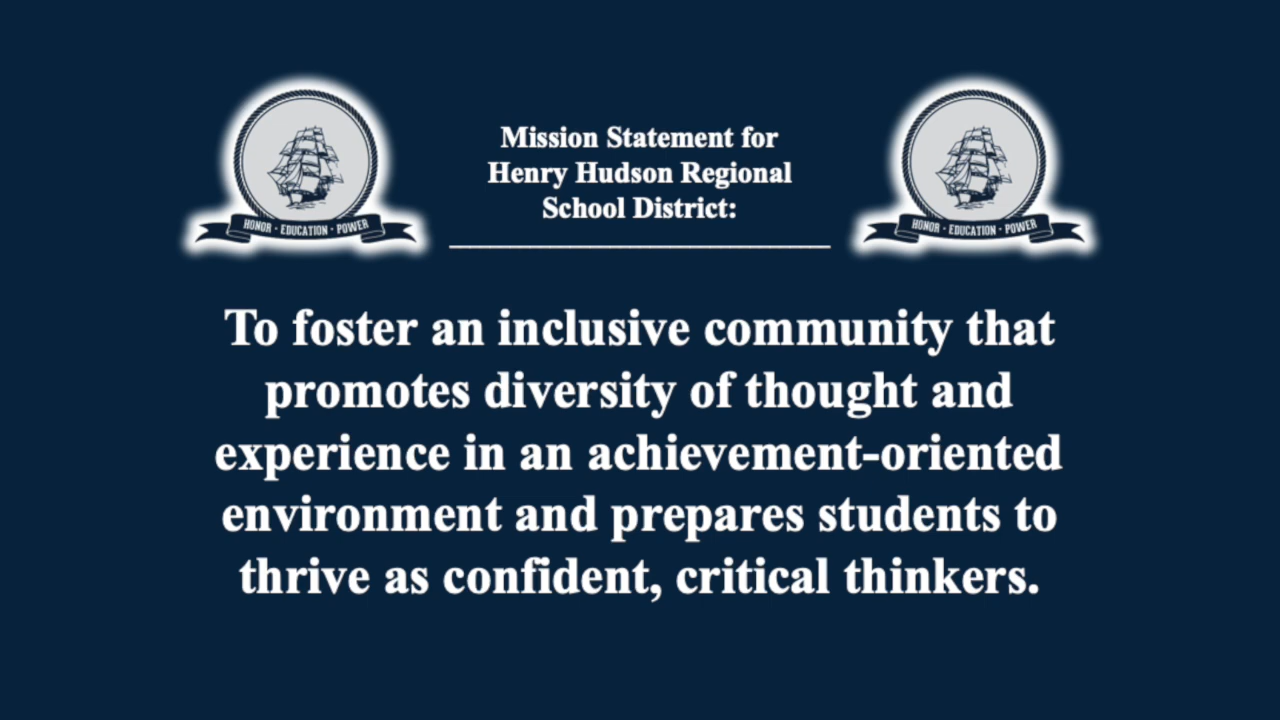 Mission Statement for
Henry Hudson Regional
School District:
HONOR · EDUCATION · POWER
HONOR · EDUCATION · POWER
To foster an inclusive community that
promotes diversity of thought and
experience in an achievement-oriented
environment and prepares students to
thrive as confident, critical thinkers.